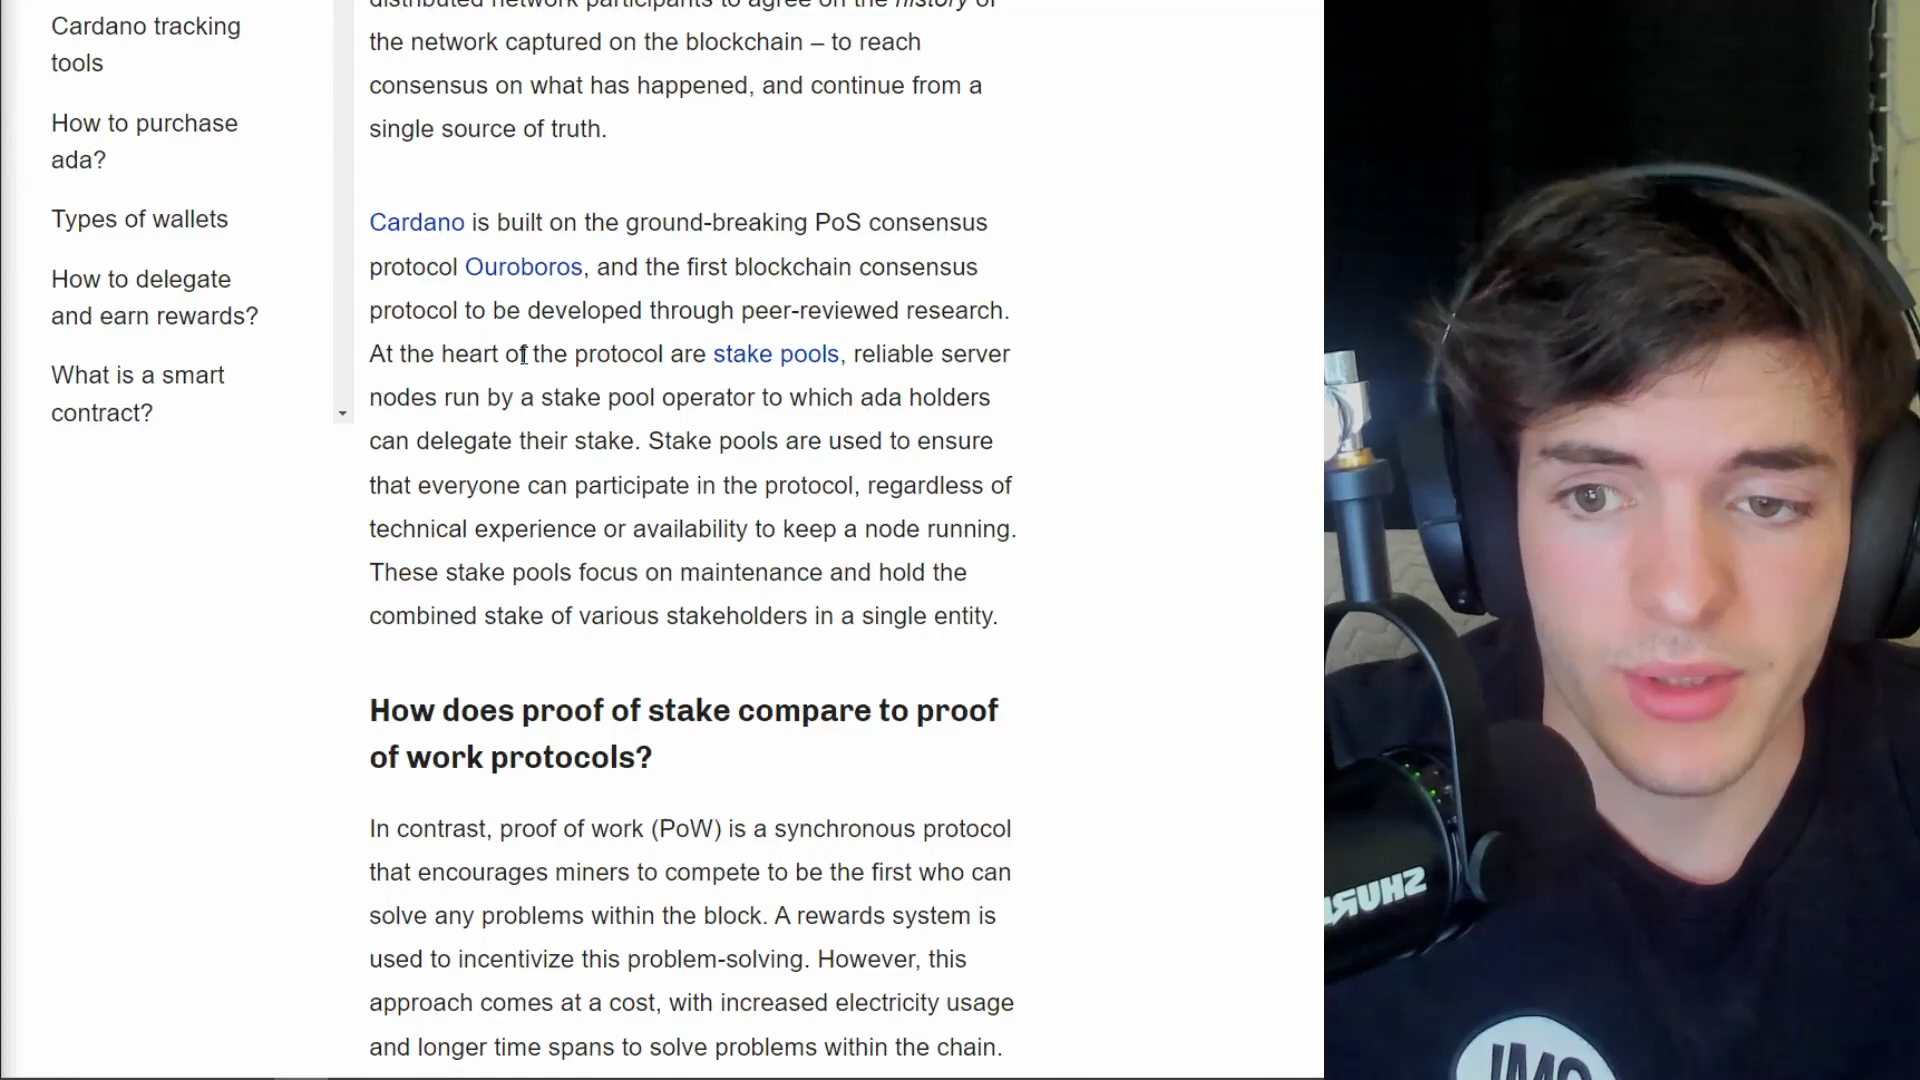 Cardano tracking
tools
How to purchase
ada?
Types of wallets
How to delegate
and earn rewards?
What is a smart
contract?
distributed network participants to agree on the history of
the network captured on the blockchain – to reach
consensus on what has happened, and continue from a
single source of truth.
Cardano is built on the ground-breaking PoS consensus
protocol Ouroboros, and the first blockchain consensus
protocol to be developed through peer-reviewed research.
At the heart of the protocol are stake pools, reliable server
nodes run by a stake pool operator to which ada holders
can delegate their stake. Stake pools are used to ensure
that everyone can participate in the protocol, regardless of
technical experience or availability to keep a node running.
These stake pools focus on maintenance and hold the
combined stake of various stakeholders in a single entity.
How does proof of stake compare to proof
of work protocols?
In contrast, proof of work (PoW) is a synchronous protocol
that encourages miners to compete to be the first who can
solve any problems within the block. A rewards system is
used to incentivize this problem-solving. However, this
approach comes at a cost, with increased electricity usage
and longer time spans to solve problems within the chain.
SHUR